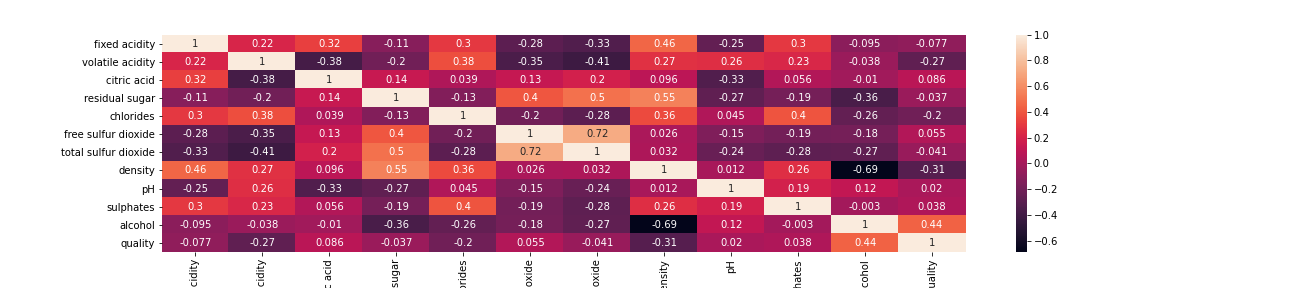 fixed acidity 1 0.22 0.32 -0.11 0.3 -0.28 -0.33 0.46 -0.25 0.3 -0.095 -0.077
volatile acidity 0.22 1 -0.38 -0.2 0.38 -0.35 -0.41 0.27 0.26 0.23 -0.038 -0.27
citric acid 0.32 -0.38 1 0.14 0.039 0.13 0.2 0.096 -0.33 0.056 -0.01 0.086
residual sugar -0.11 -0.2 0.14 1 -0.13 0.4 0.5 0.55 -0.27 -0.19 -0.36 -0.037
chlorides 0.3 0.38 0.039 -0.13 1 -0.2 -0.28 0.36 0.045 0.4 -0.26 -0.2
free sulfur dioxide -0.28 -0.35 0.13 0.4 -0.2 1 0.72 0.026 -0.15 -0.19 -0.18 0.055
total sulfur dioxide -0.33 -0.41 0.2 0.5 -0.28 0.72 1 0.032 -0.24 -0.28 -0.27 -0.041
density 0.46 0.27 0.096 0.55 0.36 0.026 0.032 1 0.012 0.26 -0.69 -0.31
pH -0.25 0.26 -0.33 -0.27 0.045 -0.15 -0.24 0.012 1 0.19 0.12 0.02
sulphates 0.3 0.23 0.056 -0.19 0.4 -0.19 -0.28 0.26 0.19 1 -0.003 0.038
alcohol -0.095 -0.038 -0.01 -0.36 -0.26 -0.18 -0.27 -0.69 0.12 -0.003 1 0.44
quality -0.077 -0.27 0.086 -0.037 -0.2 0.055 -0.041 -0.31 0.02 0.038 0.44 1
cidity
cidity
c acid
sugar
orides
oxide
oxide
ensity
pH
hates
cohol
uality
1.0
0.8
0.6
0.4
0.2
0.0
−0.2
−0.4
−0.6